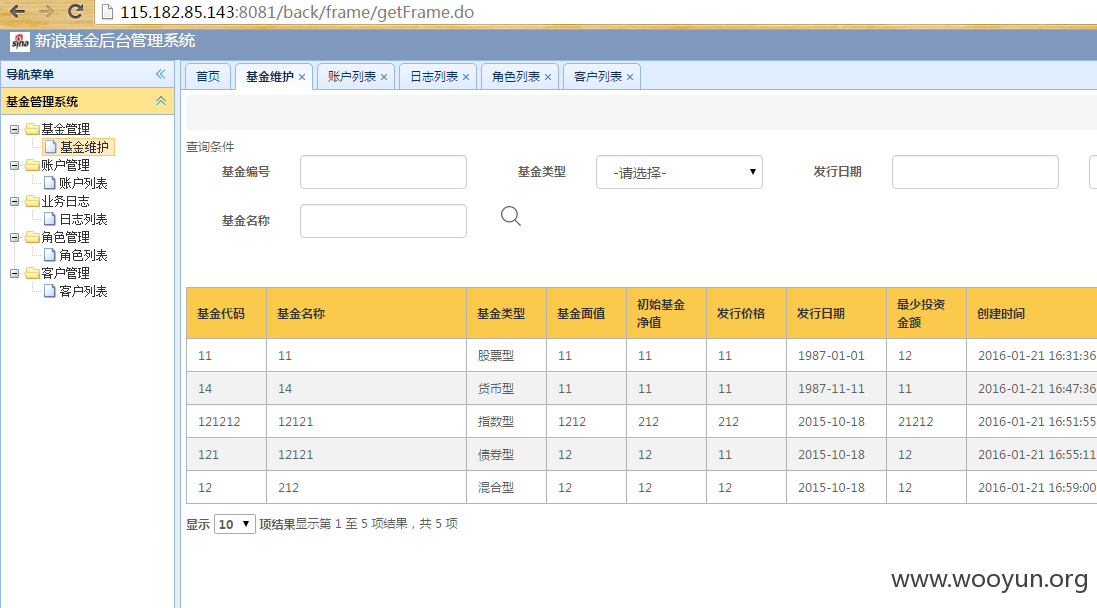 115.182.85.143:8081/back/frame/getFrame.do
sina 新浪基金后台管理系统
导航菜单
基金管理系统
基金管理
基金维护
账户管理
账户列表
业务日志
日志列表
角色管理
角色列表
客户管理
客户列表
首页 基金维护 × 账户列表 × 日志列表 × 角色列表 × 客户列表 ×
查询条件
基金编号 基金类型 -请选择- 发行日期
基金名称
基金代码 基金名称 基金类型 基金面值 初始基金净值 发行价格 发行日期 最少投资金额 创建时间
11 11 股票型 11 11 11 1987-01-01 12 2016-01-21 16:31:36
14 14 货币型 11 11 11 1987-11-11 11 2016-01-21 16:47:36
121212 12121 指数型 1212 212 212 2015-10-18 21212 2016-01-21 16:51:55
121 12121 债券型 12 12 11 2015-10-18 12 2016-01-21 16:55:11
12 212 混合型 12 12 12 2015-10-18 12 2016-01-21 16:59:00
显示 10 项结果显示第 1 至 5 项结果，共 5 项
www.wooyun.org